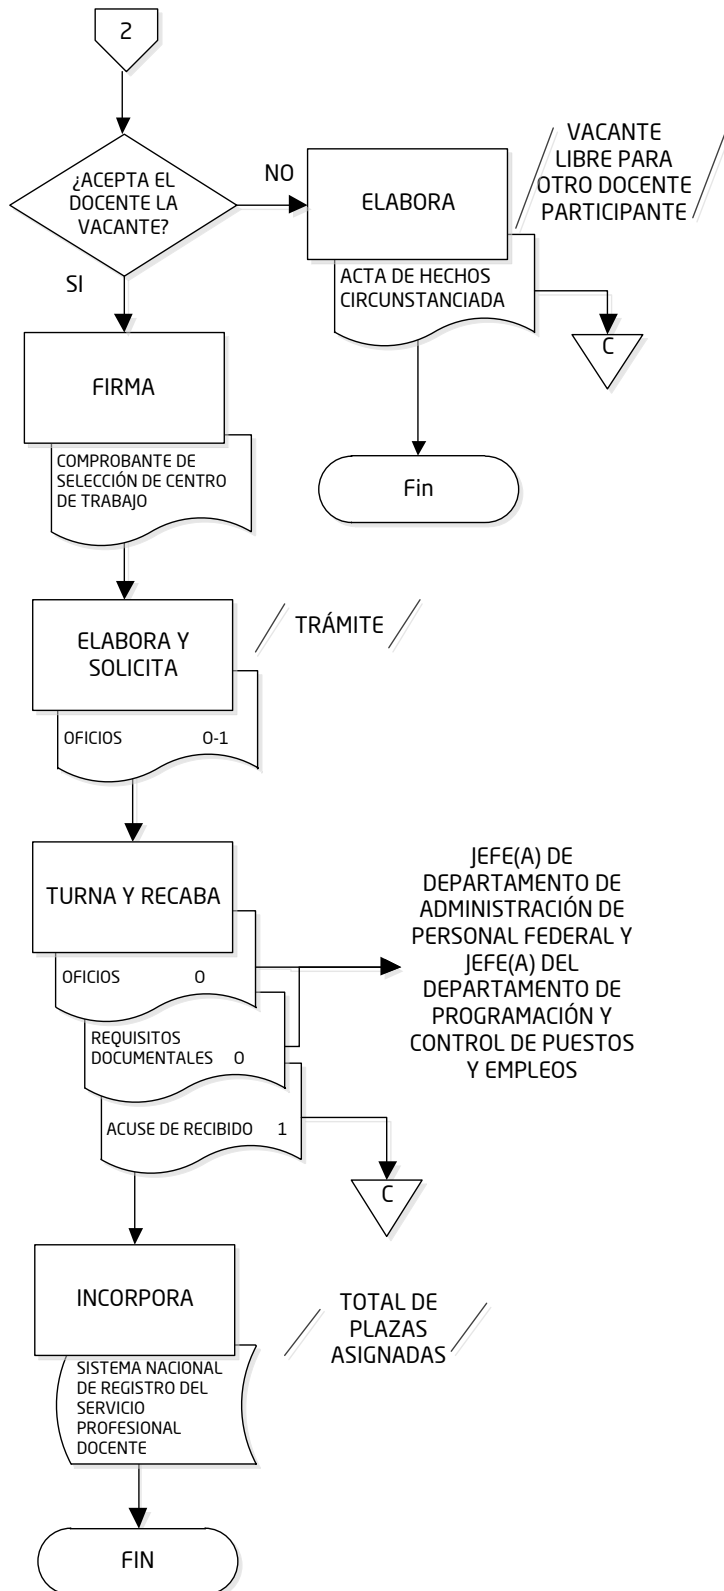 2
¿ACEPTA EL
DOCENTE LA
VACANTE?
NO
ELABORA
VACANTE
LIBRE PARA
OTRO DOCENTE
PARTICIPANTE
ACTA DE HECHOS
CIRCUNSTANCIADA
C
Fin
SI
FIRMA
COMPROBANTE DE
SELECCIÓN DE CENTRO
DE TRABAJO
ELABORA Y
SOLICITA
TRÁMITE
OFICIOS O-1
TURNA Y RECABA
OFICIOS O
REQUISITOS
DOCUMENTALES O
ACUSE DE RECIBIDO 1
JEFE(A) DE
DEPARTAMENTO DE
ADMINISTRACIÓN DE
PERSONAL FEDERAL Y
JEFE(A) DEL
DEPARTAMENTO DE
PROGRAMACIÓN Y
CONTROL DE PUESTOS
Y EMPLEOS
C
INCORPORA
TOTAL DE
PLAZAS
ASIGNADAS
SISTEMA NACIONAL
DE REGISTRO DEL
SERVICIO
PROFESIONAL
DOCENTE
FIN